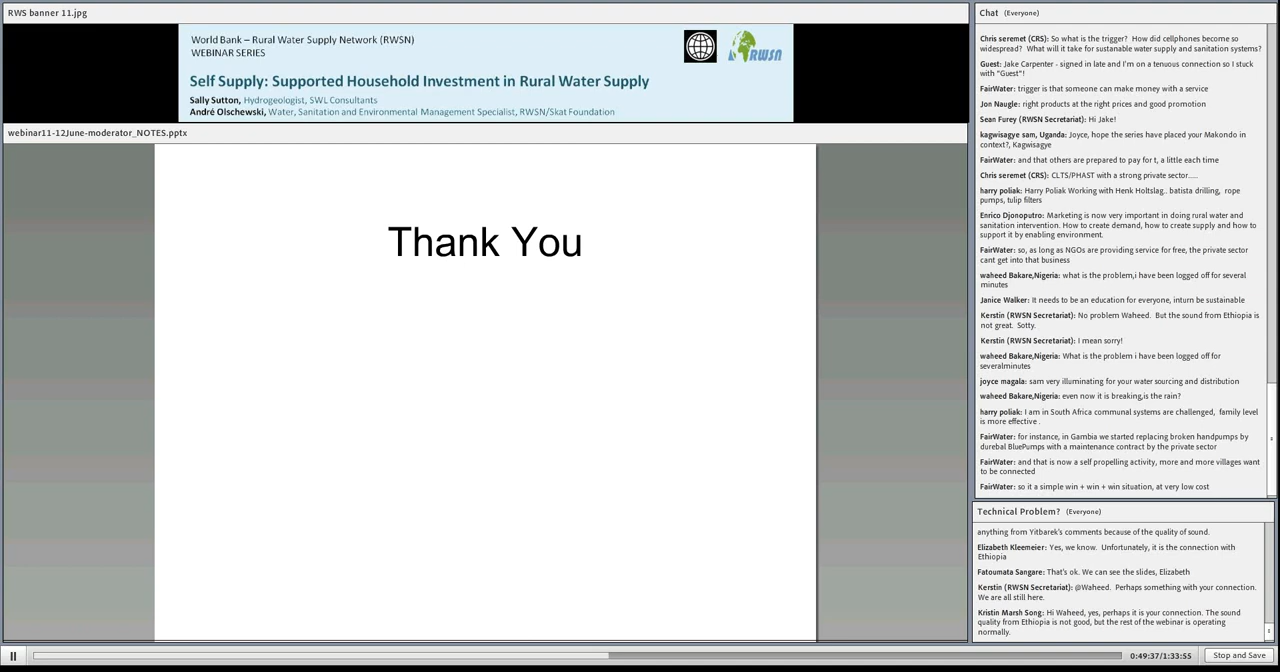 RWS banner 11.jpg
World Bank – Rural Water Supply Network (RWSN)
WEBINAR SERIES
RWSN
Self Supply: Supported Household Investment in Rural Water Supply
Sally Sutton, Hydrogeologist, SWL Consultants
André Olschewski, Water, Sanitation and Environmental Management Specialist, RWSN/Skat Foundation
webinar11-12June-moderator_NOTES.pptx
Thank You
Chat (Everyone)
Chris seremet (CRS): So what is the trigger? How did cellphones become so
widespread? What will it take for sustanable water supply and sanitation systems?
Guest: Jake Carpenter - signed in late and I'm on a tenuous connection so I stuck
with "Guest"!
FairWater: trigger is that someone can make money with a service
Jon Naugle: right products at the right prices and good promotion
Sean Furey (RWSN Secretariat): Hi Jake!
kagwisagye sam, Uganda: Joyce, hope the series have placed your Makondo in
context?, Kagwisagye
FairWater: and that others are prepared to pay for t, a little each time
Chris seremet (CRS): CLTS/PHAST with a strong private sector.....
harry poliak: Harry Poliak Working with Henk Holtslag.. batista drilling, rope
pumps, tulip filters
Enrico Djonoputro: Marketing is now very important in doing rural water and
sanitation intervention. How to create demand, how to create supply and how to
support it by enabling environment.
FairWater: so, as long as NGOs are providing service for free, the private sector
cant get into that business
waheed Bakare,Nigeria: what is the problem,i have been logged off for several
minutes
Janice Walker: It needs to be an education for everyone, inturn be sustainable
Kerstin (RWSN Secretariat): No problem Waheed. But the sound from Ethiopia is
not great. Sotty.
Kerstin (RWSN Secretariat): I mean sorry!
waheed Bakare,Nigeria: What is the problem i have been logged off for
severalminutes
joyce magala: sam very illuminating for your water sourcing and distribution
waheed Bakare,Nigeria: even now it is breaking,is the rain?
harry poliak: I am in South Africa communal systems are challenged, family level
is more effective .
FairWater: for instance, in Gambia we started replacing broken handpumps by
durebal BluePumps with a maintenance contract by the private sector
FairWater: and that is now a self propelling activity, more and more villages want
to be connected
FairWater: so it a simple win + win + win situation, at very low cost
Technical Problem? (Everyone)
anything from Yitbarek's comments because of the quality of sound.
Elizabeth Kleemeier: Yes, we know. Unfortunately, it is the connection with
Ethiopia
Fatoumata Sangare: That's ok. We can see the slides, Elizabeth
Kerstin (RWSN Secretariat): @Waheed. Perhaps something with your connection.
We are all still here.
Kristin Marsh Song: Hi Waheed, yes, perhaps it is your connection. The sound
quality from Ethiopia is not good, but the rest of the webinar is operating
normally.
0:49:37/1:33:55
Stop and Save